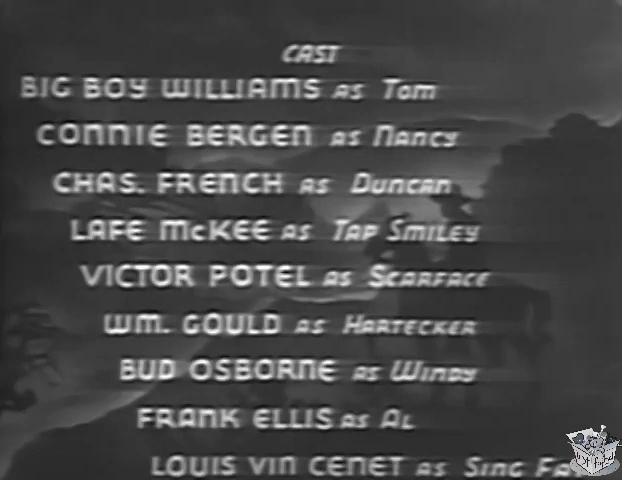 CAST
BIG BOY WILLIAMS AS TOM
CONNIE BERGEN AS NANCY
CHAS. FRENCH AS DUNCAN
LAFE McKEE AS TAP SMILEY
VICTOR POTEL AS SCARFACE
WM. GOULD AS HARTECKER
BUD OSBORNE AS WINDY
FRANK ELLIS AS AL
LOUIS VIN CENET AS SING